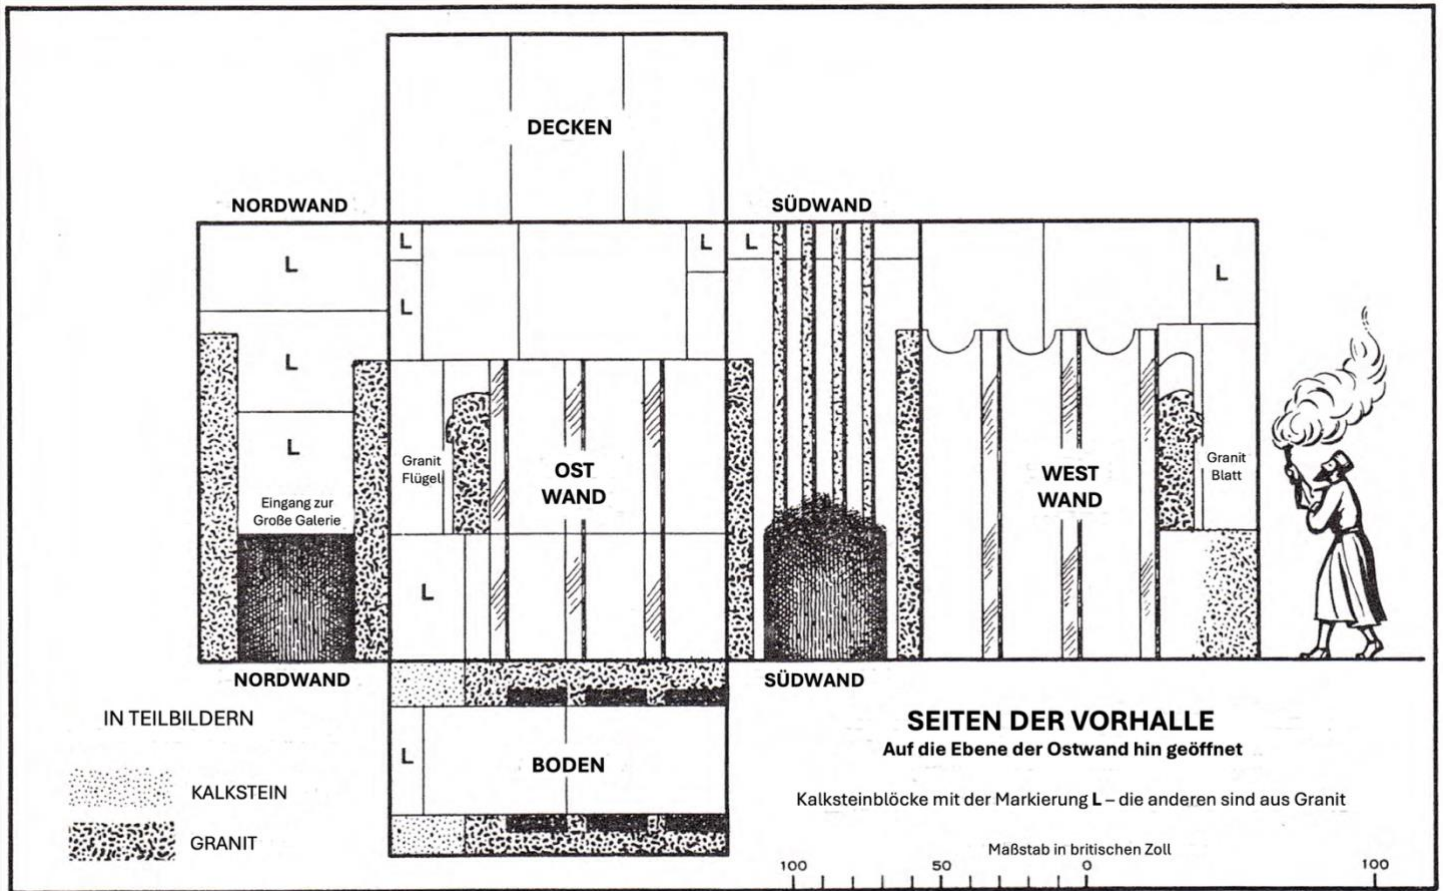 DECKEN
NORDWAND
SÜDWAND
L
L
L
L
L
L
L
L
Granit
Flügel
OST
WAND
WEST
WAND
Granit
Blatt
L
Eingang zur
Große Galerie
L
NORDWAND
SÜDWAND
IN TEILBILDERN
KALKSTEIN
GRANIT
L
BODEN
SEITEN DER VORHALLE
Auf die Ebene der Ostwand hin geöffnet
Kalksteinblöcke mit der Markierung L – die anderen sind aus Granit
Maßstab in britischen Zoll
100 50 0 100